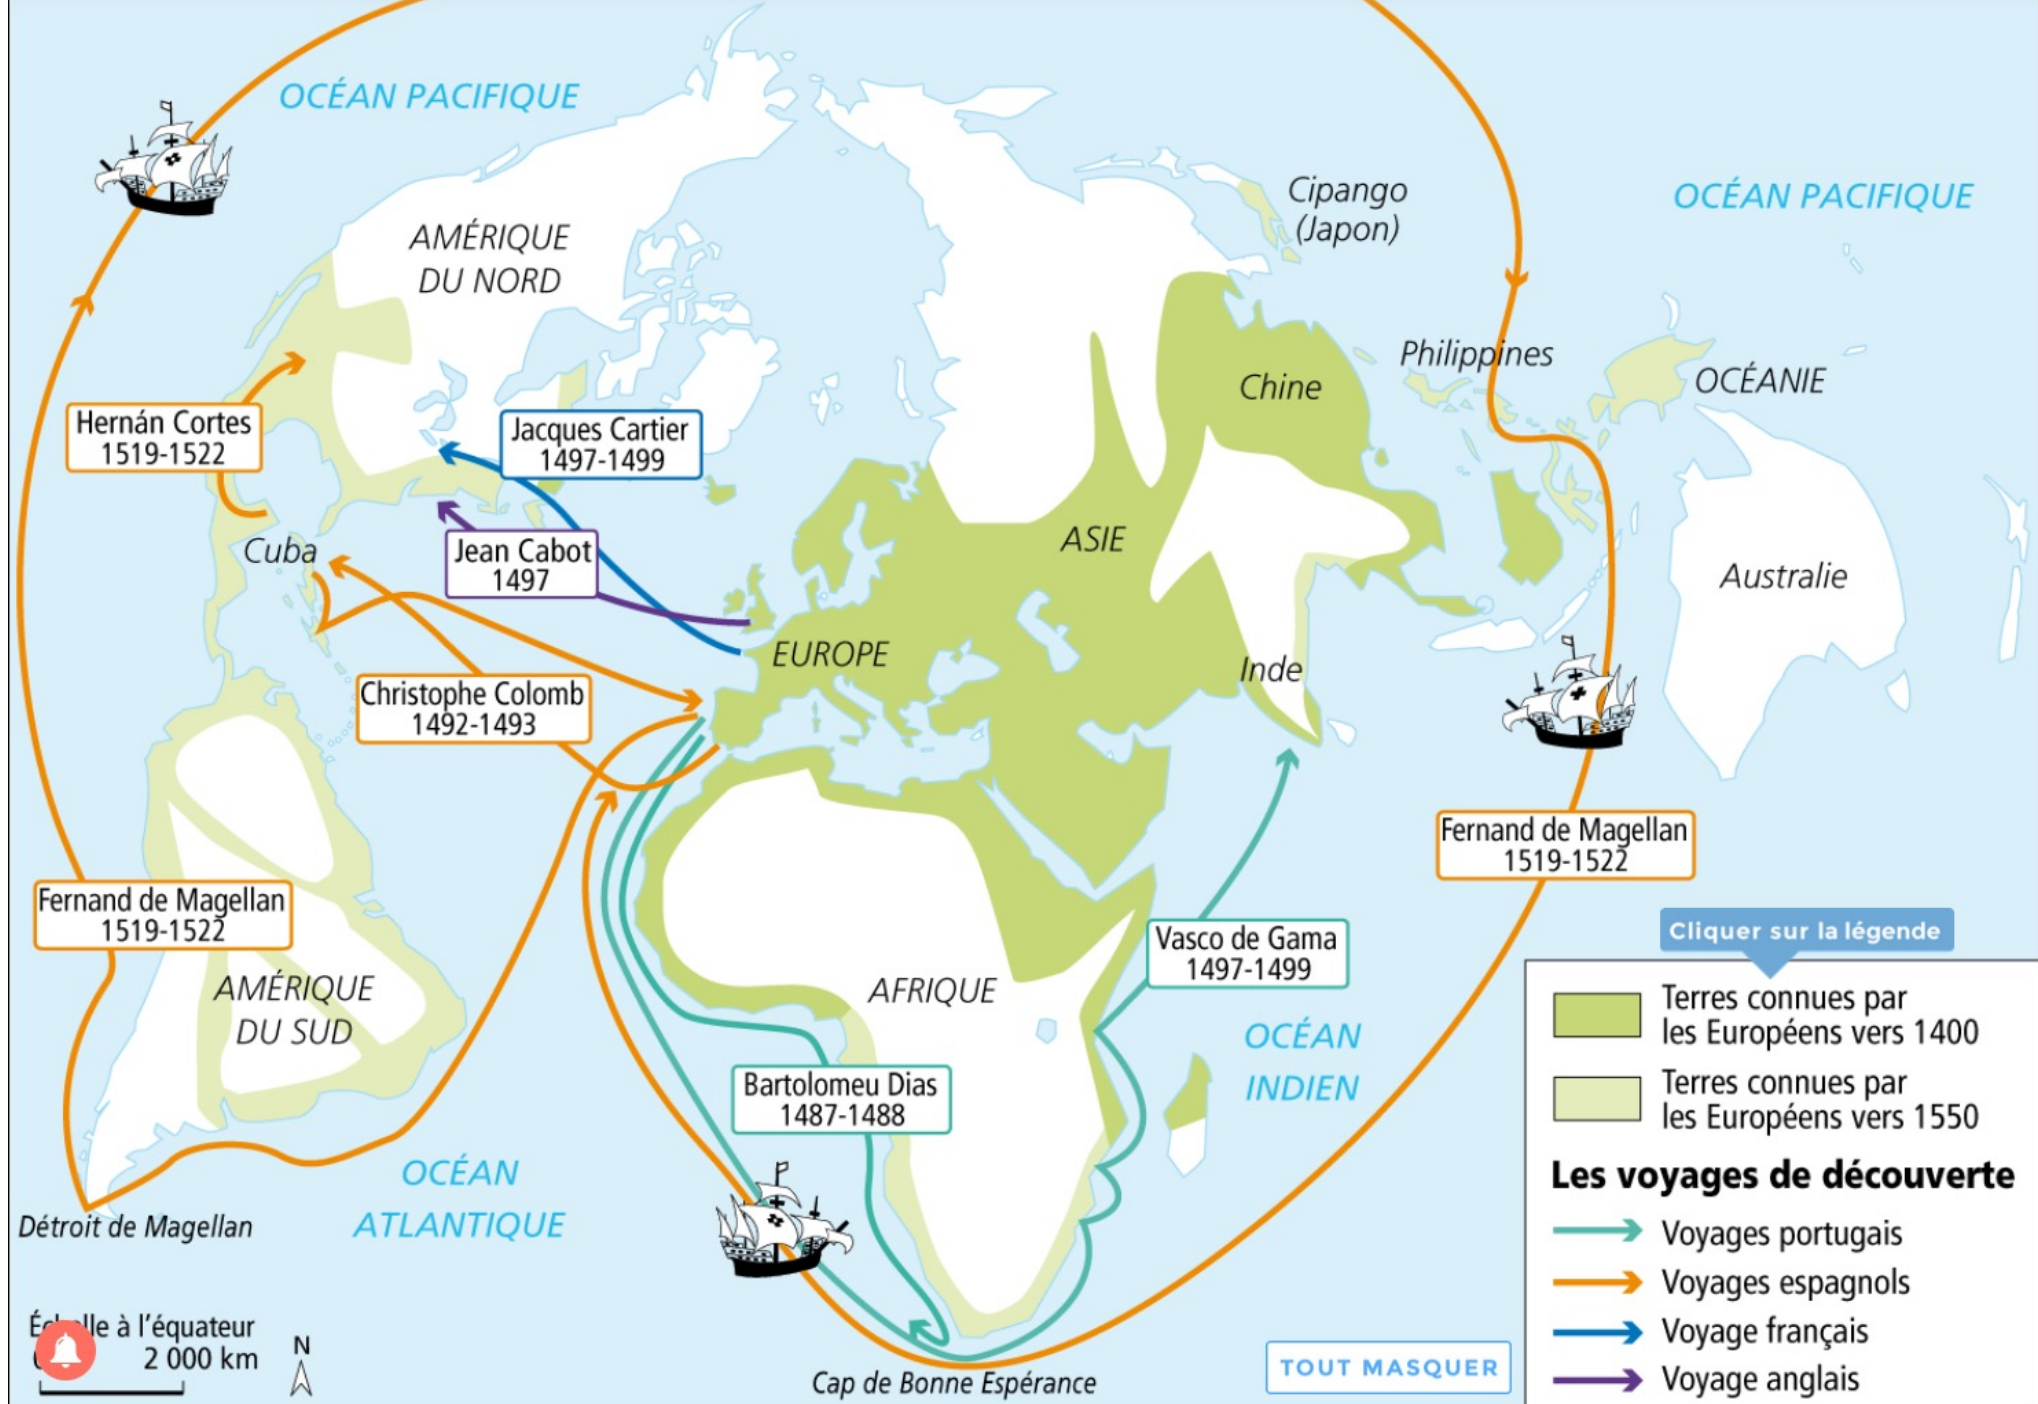 OCÉAN PACIFIQUE
Cipango
(Japon)
OCÉAN PACIFIQUE
AMÉRIQUE
DU NORD
Philippines
OCÉANIE
Chine
Hernán Cortes
1519-1522
Jacques Cartier
1497-1499
ASIE
Cuba
Jean Cabot
1497
Australie
EUROPE
Inde
Christophe Colomb
1492-1493
Fernand de Magellan
1519-1522
Fernand de Magellan
1519-1522
Vasco de Gama
1497-1499
AMÉRIQUE
DU SUD
AFRIQUE
OCÉAN
INDIEN
Bartolomeu Dias
1487-1488
OCÉAN
ATLANTIQUE
Détroit de Magellan
Cap de Bonne Espérance
à l'équateur
2 000 km
N
TOUT MASQUER
Cliquer sur la légende
Terres connues par
les Européens vers 1400
Terres connues par
les Européens vers 1550
Les voyages de découverte
Voyages portugais
Voyages espagnols
Voyage français
Voyage anglais